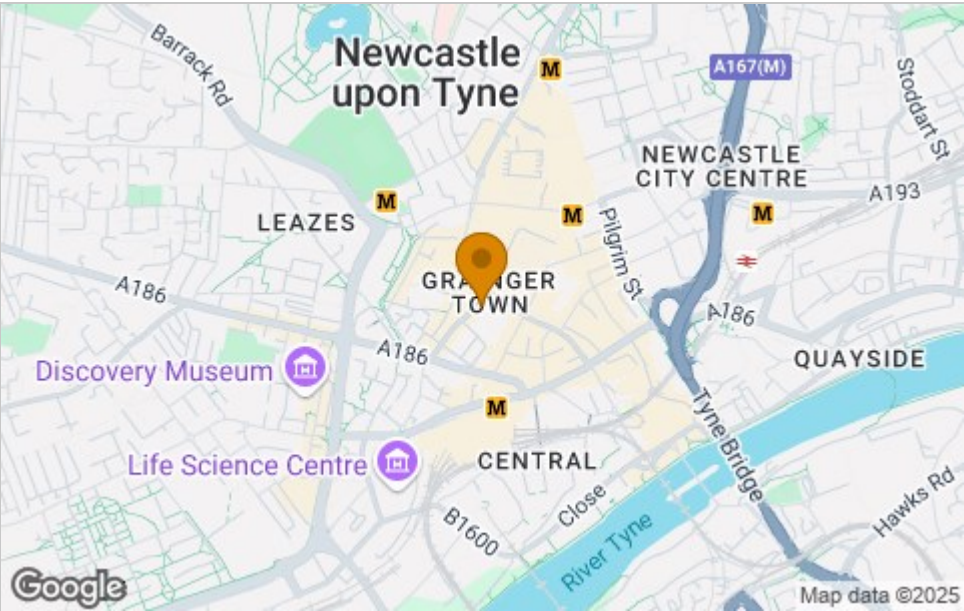 Barrack Rd
Newcastle
upon Tyne
M
A167(M)
Stoddart St
NEWCASTLE
CITY CENTRE
A193
M
LEAZES
M
M
Pilgrim St
GRAINGER
TOWN
A186
A186
A186
Discovery Museum
QUAYSIDE
M
Tyne Bridge
Life Science Centre
CENTRAL
Close
B1600
Hawks Rd
River Tyne
Google
Map data ©2025